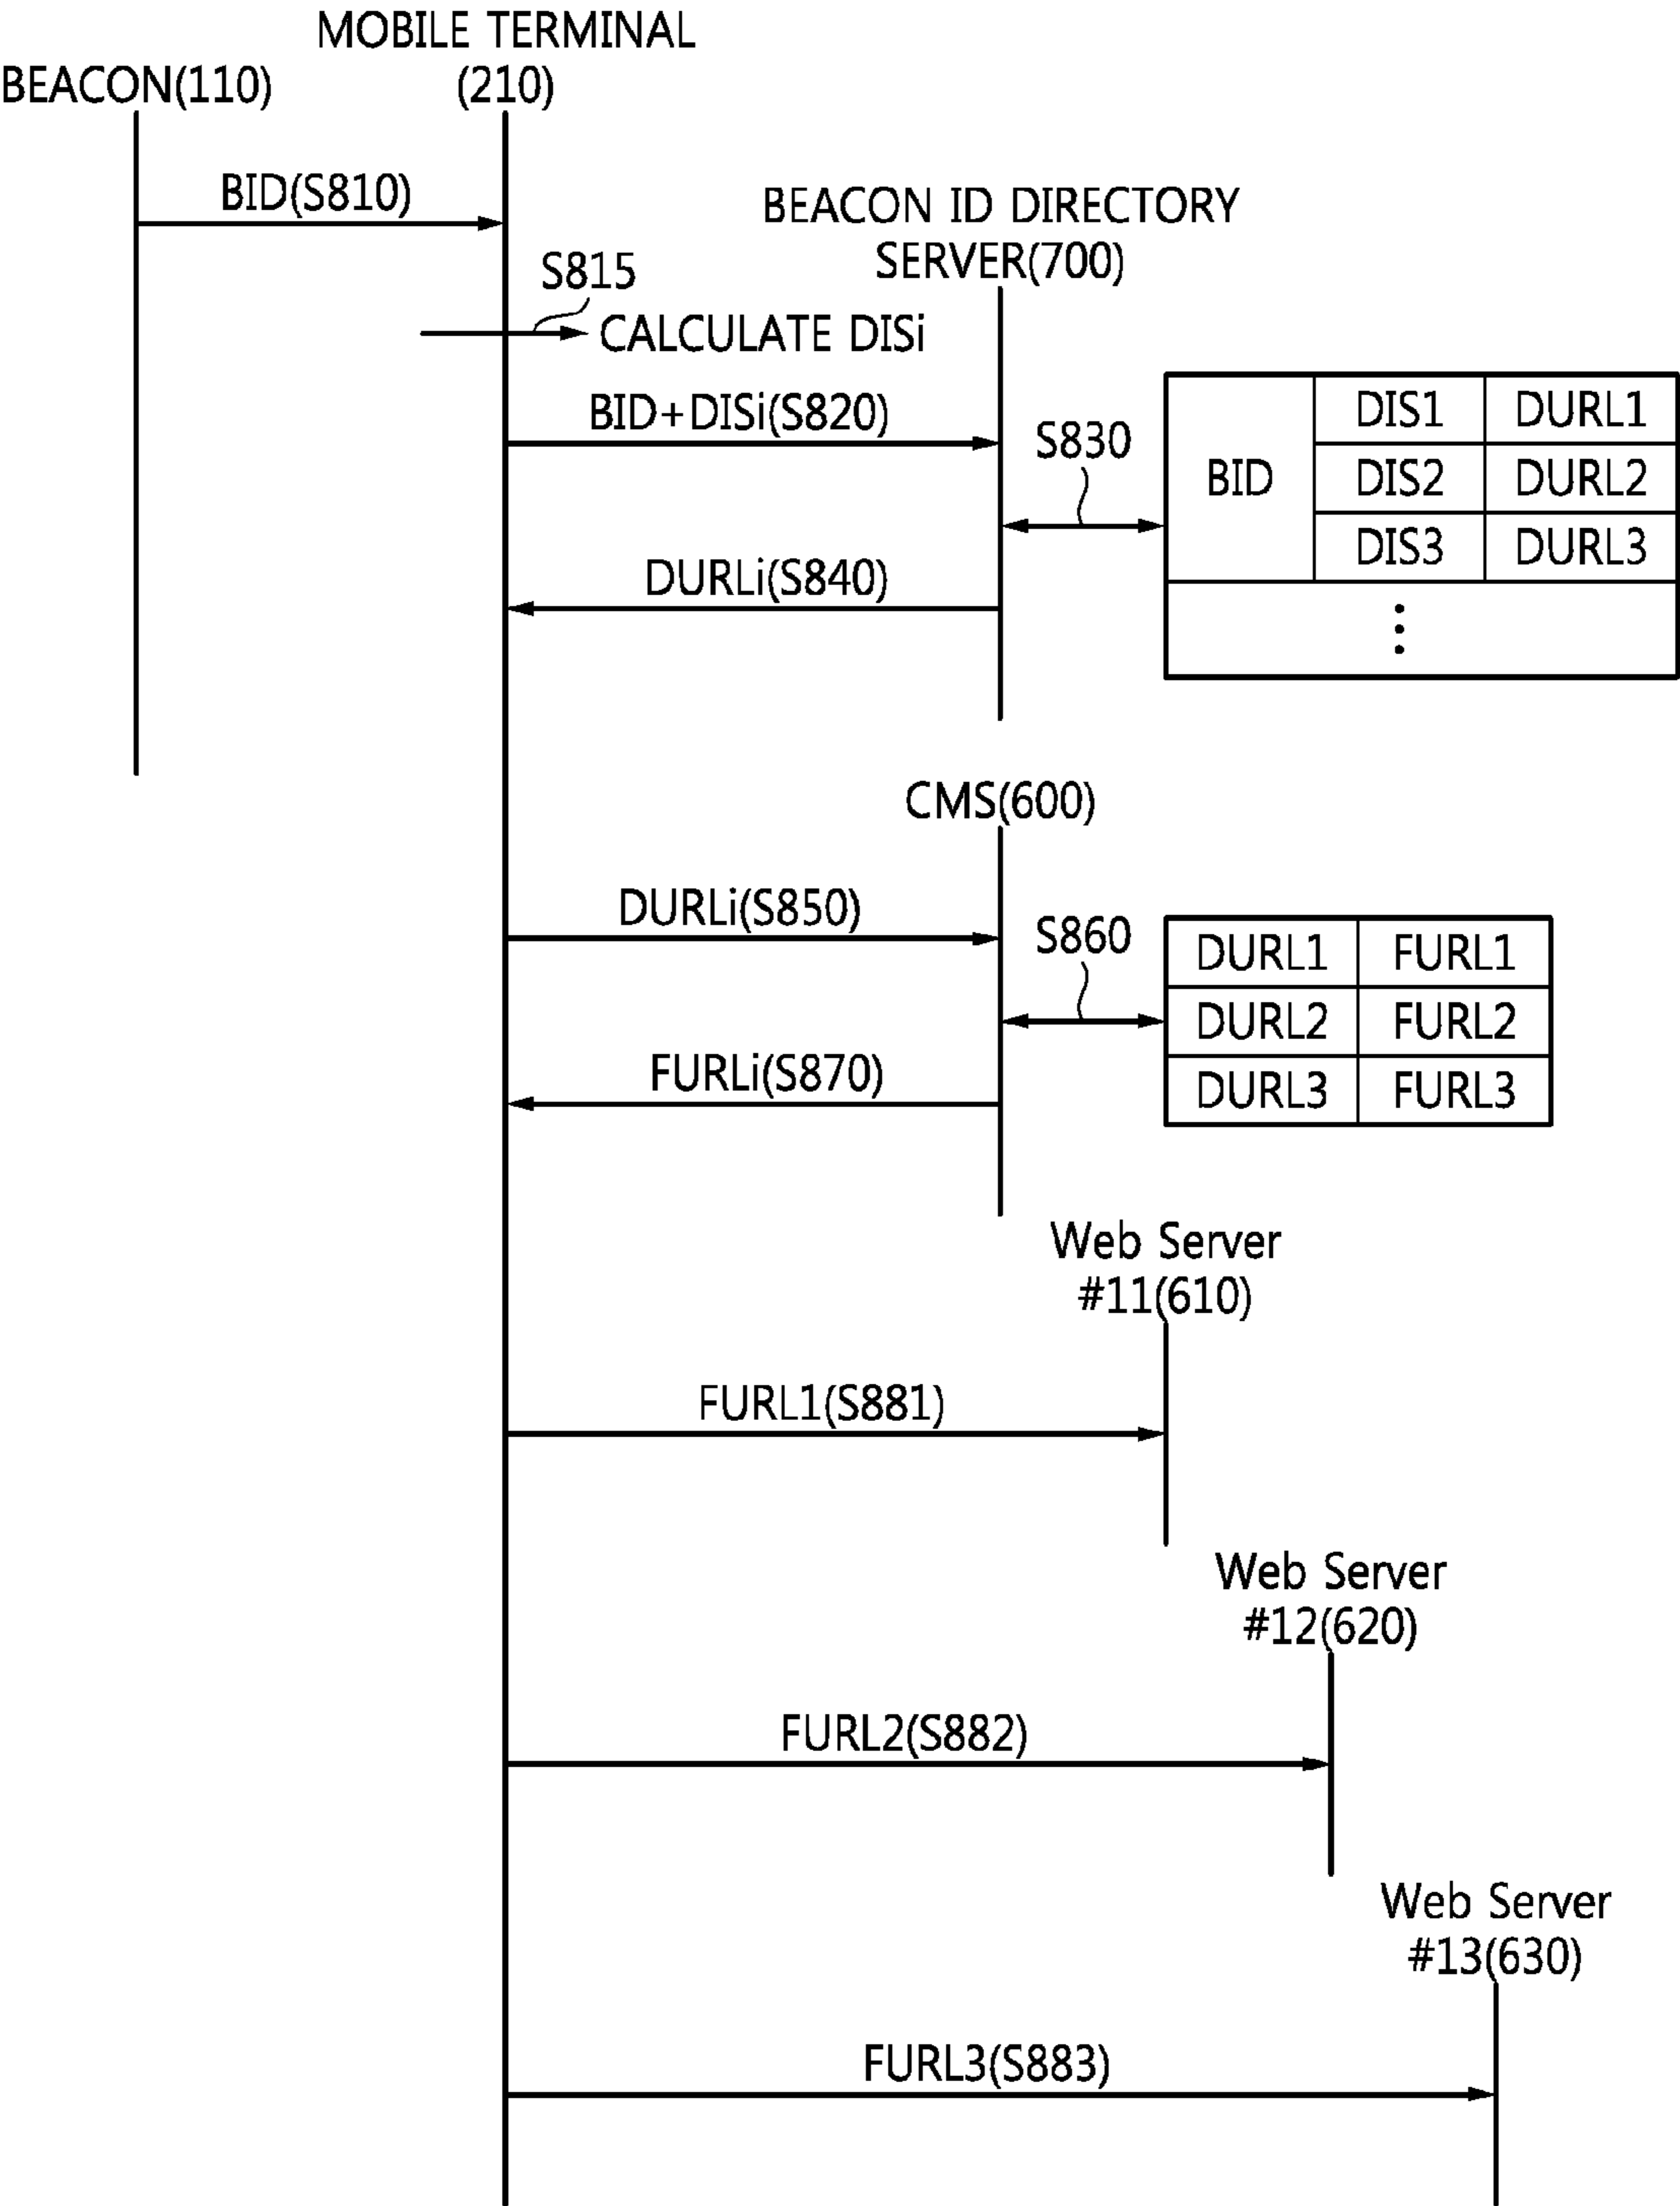 MOBILE TERMINAL
BEACON(110)
(210)
BID(S810)
BEACON ID DIRECTORY
SERVER(700)
S815
CALCULATE DISi
BID+DISi(S820)
S830
BID
DIS1
DURL1
DIS2
DURL2
DIS3
DURL3
DURLi(S840)
CMS(600)
DURLi(S850)
S860
DURL1
FURL1
DURL2
FURL2
DURL3
FURL3
FURLi(S870)
Web Server
#11(610)
FURL1(S881)
Web Server
#12(620)
FURL2(S882)
Web Server
#13(630)
FURL3(S883)